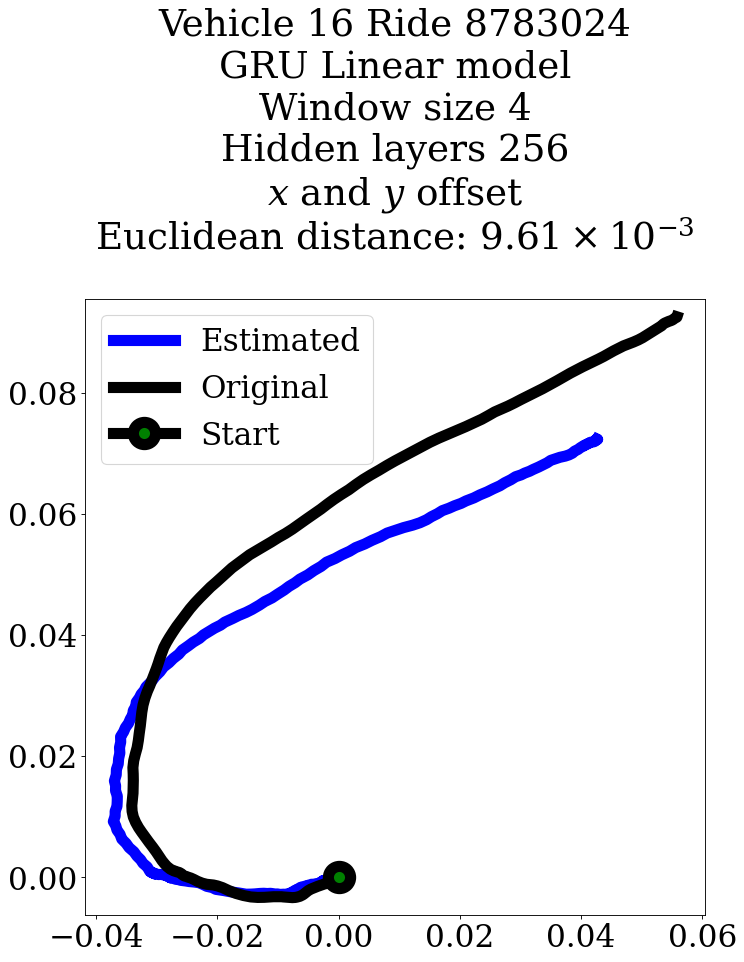 Vehicle 16 Ride 8783024
GRU Linear model
Window size 4
Hidden layers 256
x and y offset
Euclidean distance: 9.61 × 10⁻³
Estimated
Original
Start
0.08
0.06
0.04
0.02
0.00
−0.04 −0.02 0.00 0.02 0.04 0.06